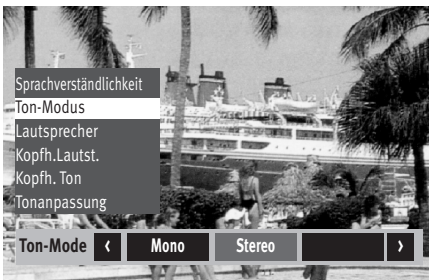 Sprachverständlichkeit
Ton-Modus
Lautsprecher
Kopfh.Lautst.
Kopfh. Ton
Tonanpassung
Ton-Mode ‹ Mono Stereo ›